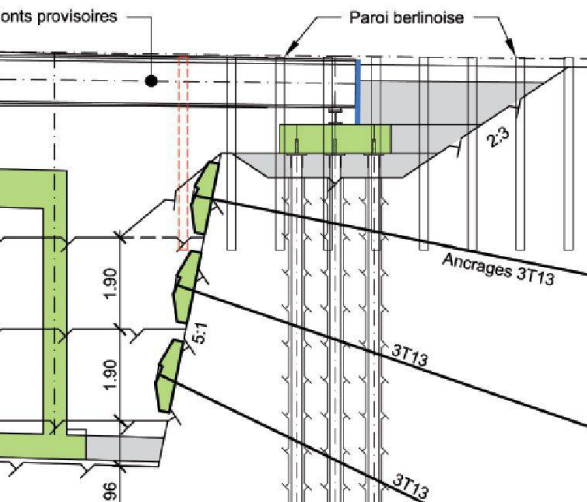 onts provisoires
Paroi berlinoise
2:3
Ancrages 3T13
1.90
5:1
3T13
1.90
3T13
96